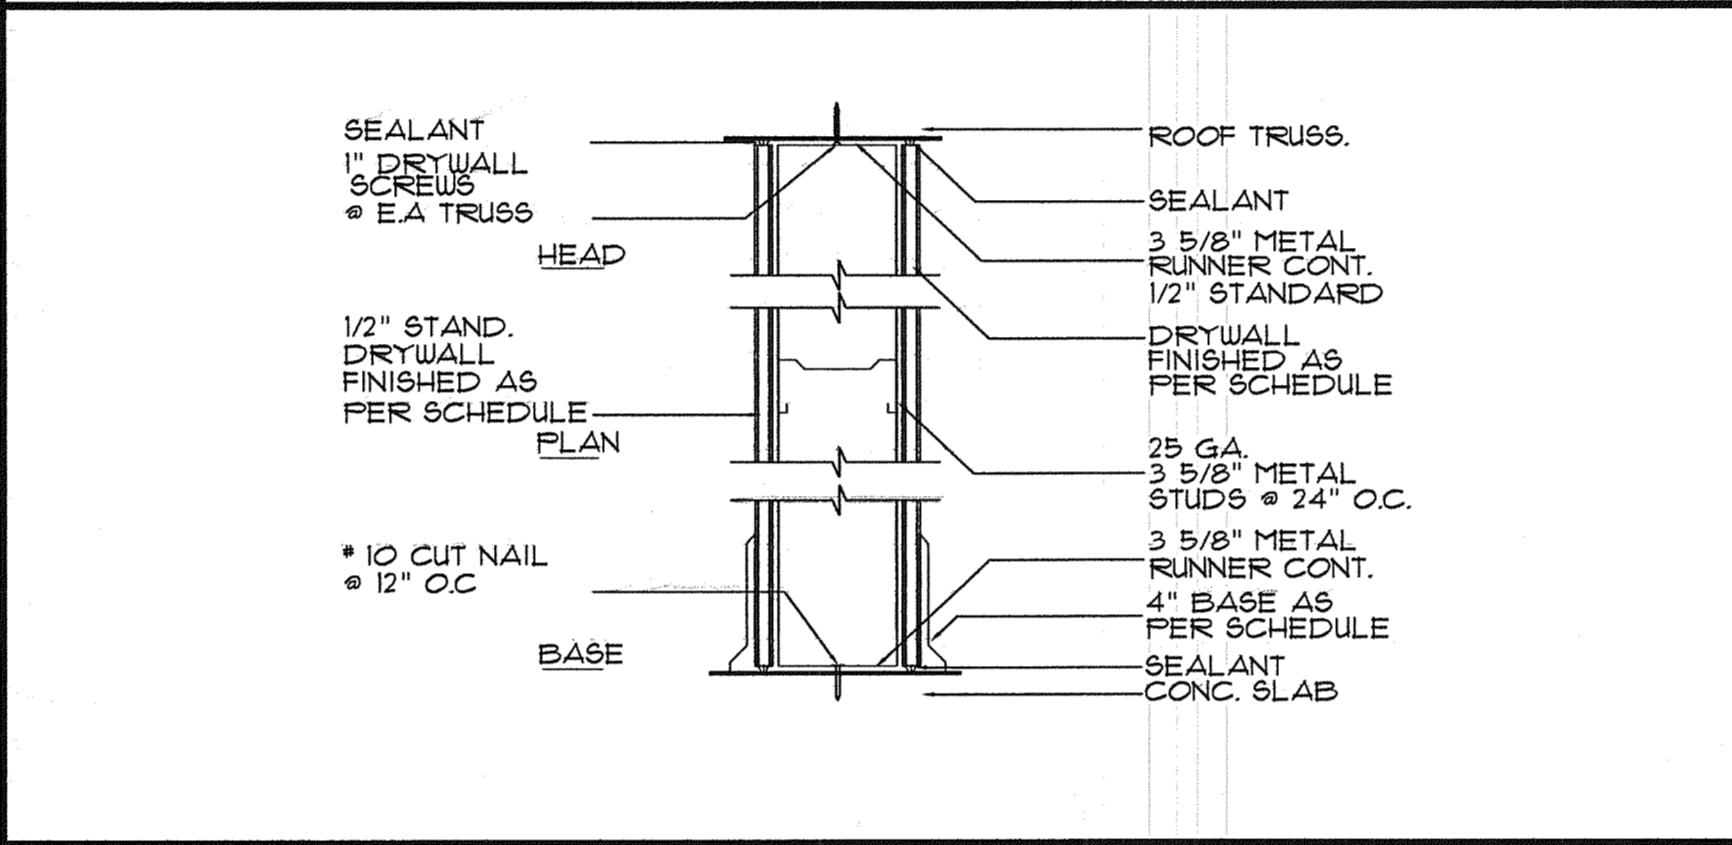 SEALANT
1" DRYWALL
SCREWS
@ E.A TRUSS
HEAD
1/2" STAND.
DRYWALL
FINISHED AS
PER SCHEDULE
PLAN
# 10 CUT NAIL
@ 12" O.C
BASE
ROOF TRUSS.
SEALANT
3 5/8" METAL
RUNNER CONT.
1/2" STANDARD
DRYWALL
FINISHED AS
PER SCHEDULE
25 GA.
3 5/8" METAL
STUDS @ 24" O.C.
3 5/8" METAL
RUNNER CONT.
4" BASE AS
PER SCHEDULE
SEALANT
CONC. SLAB